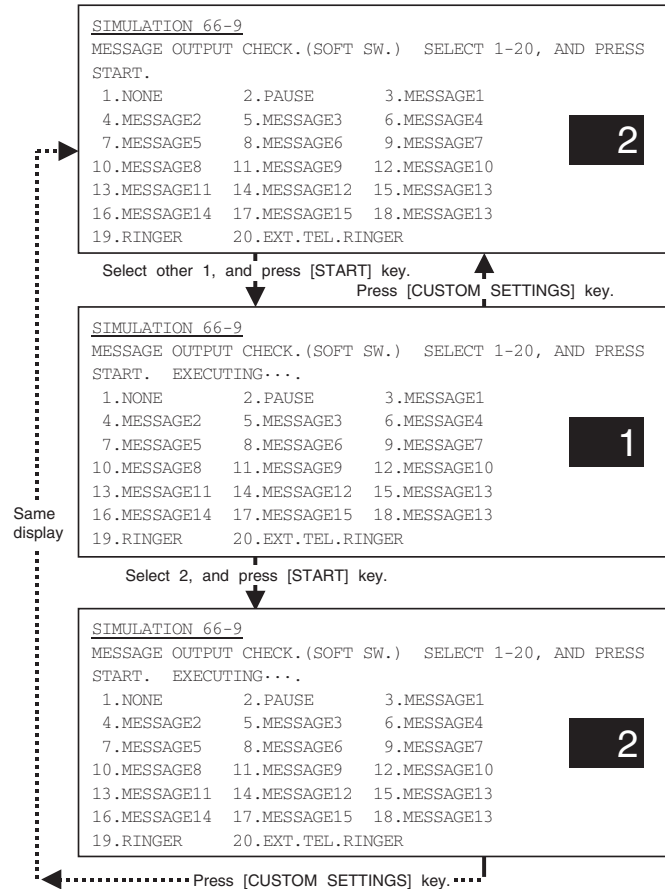 SIMULATION 66-9
MESSAGE OUTPUT CHECK.(SOFT SW.) SELECT 1-20, AND PRESS
START.
1.NONE 2.PAUSE 3.MESSAGE1
4.MESSAGE2 5.MESSAGE3 6.MESSAGE4
7.MESSAGE5 8.MESSAGE6 9.MESSAGE7
2
10.MESSAGE8 11.MESSAGE9 12.MESSAGE10
13.MESSAGE11 14.MESSAGE12 15.MESSAGE13
16.MESSAGE14 17.MESSAGE15 18.MESSAGE13
19.RINGER 20.EXT.TEL.RINGER
Select other 1, and press [START] key.
Press [CUSTOM SETTINGS] key.
SIMULATION 66-9
MESSAGE OUTPUT CHECK.(SOFT SW.) SELECT 1-20, AND PRESS
START. EXECUTING····.
1.NONE 2.PAUSE 3.MESSAGE1
4.MESSAGE2 5.MESSAGE3 6.MESSAGE4
7.MESSAGE5 8.MESSAGE6 9.MESSAGE7
1
10.MESSAGE8 11.MESSAGE9 12.MESSAGE10
13.MESSAGE11 14.MESSAGE12 15.MESSAGE13
16.MESSAGE14 17.MESSAGE15 18.MESSAGE13
19.RINGER 20.EXT.TEL.RINGER
Same
display
Select 2, and press [START] key.
SIMULATION 66-9
MESSAGE OUTPUT CHECK.(SOFT SW.) SELECT 1-20, AND PRESS
START. EXECUTING····.
1.NONE 2.PAUSE 3.MESSAGE1
4.MESSAGE2 5.MESSAGE3 6.MESSAGE4
7.MESSAGE5 8.MESSAGE6 9.MESSAGE7
2
10.MESSAGE8 11.MESSAGE9 12.MESSAGE10
13.MESSAGE11 14.MESSAGE12 15.MESSAGE13
16.MESSAGE14 17.MESSAGE15 18.MESSAGE13
19.RINGER 20.EXT.TEL.RINGER
Press [CUSTOM SETTINGS] key.